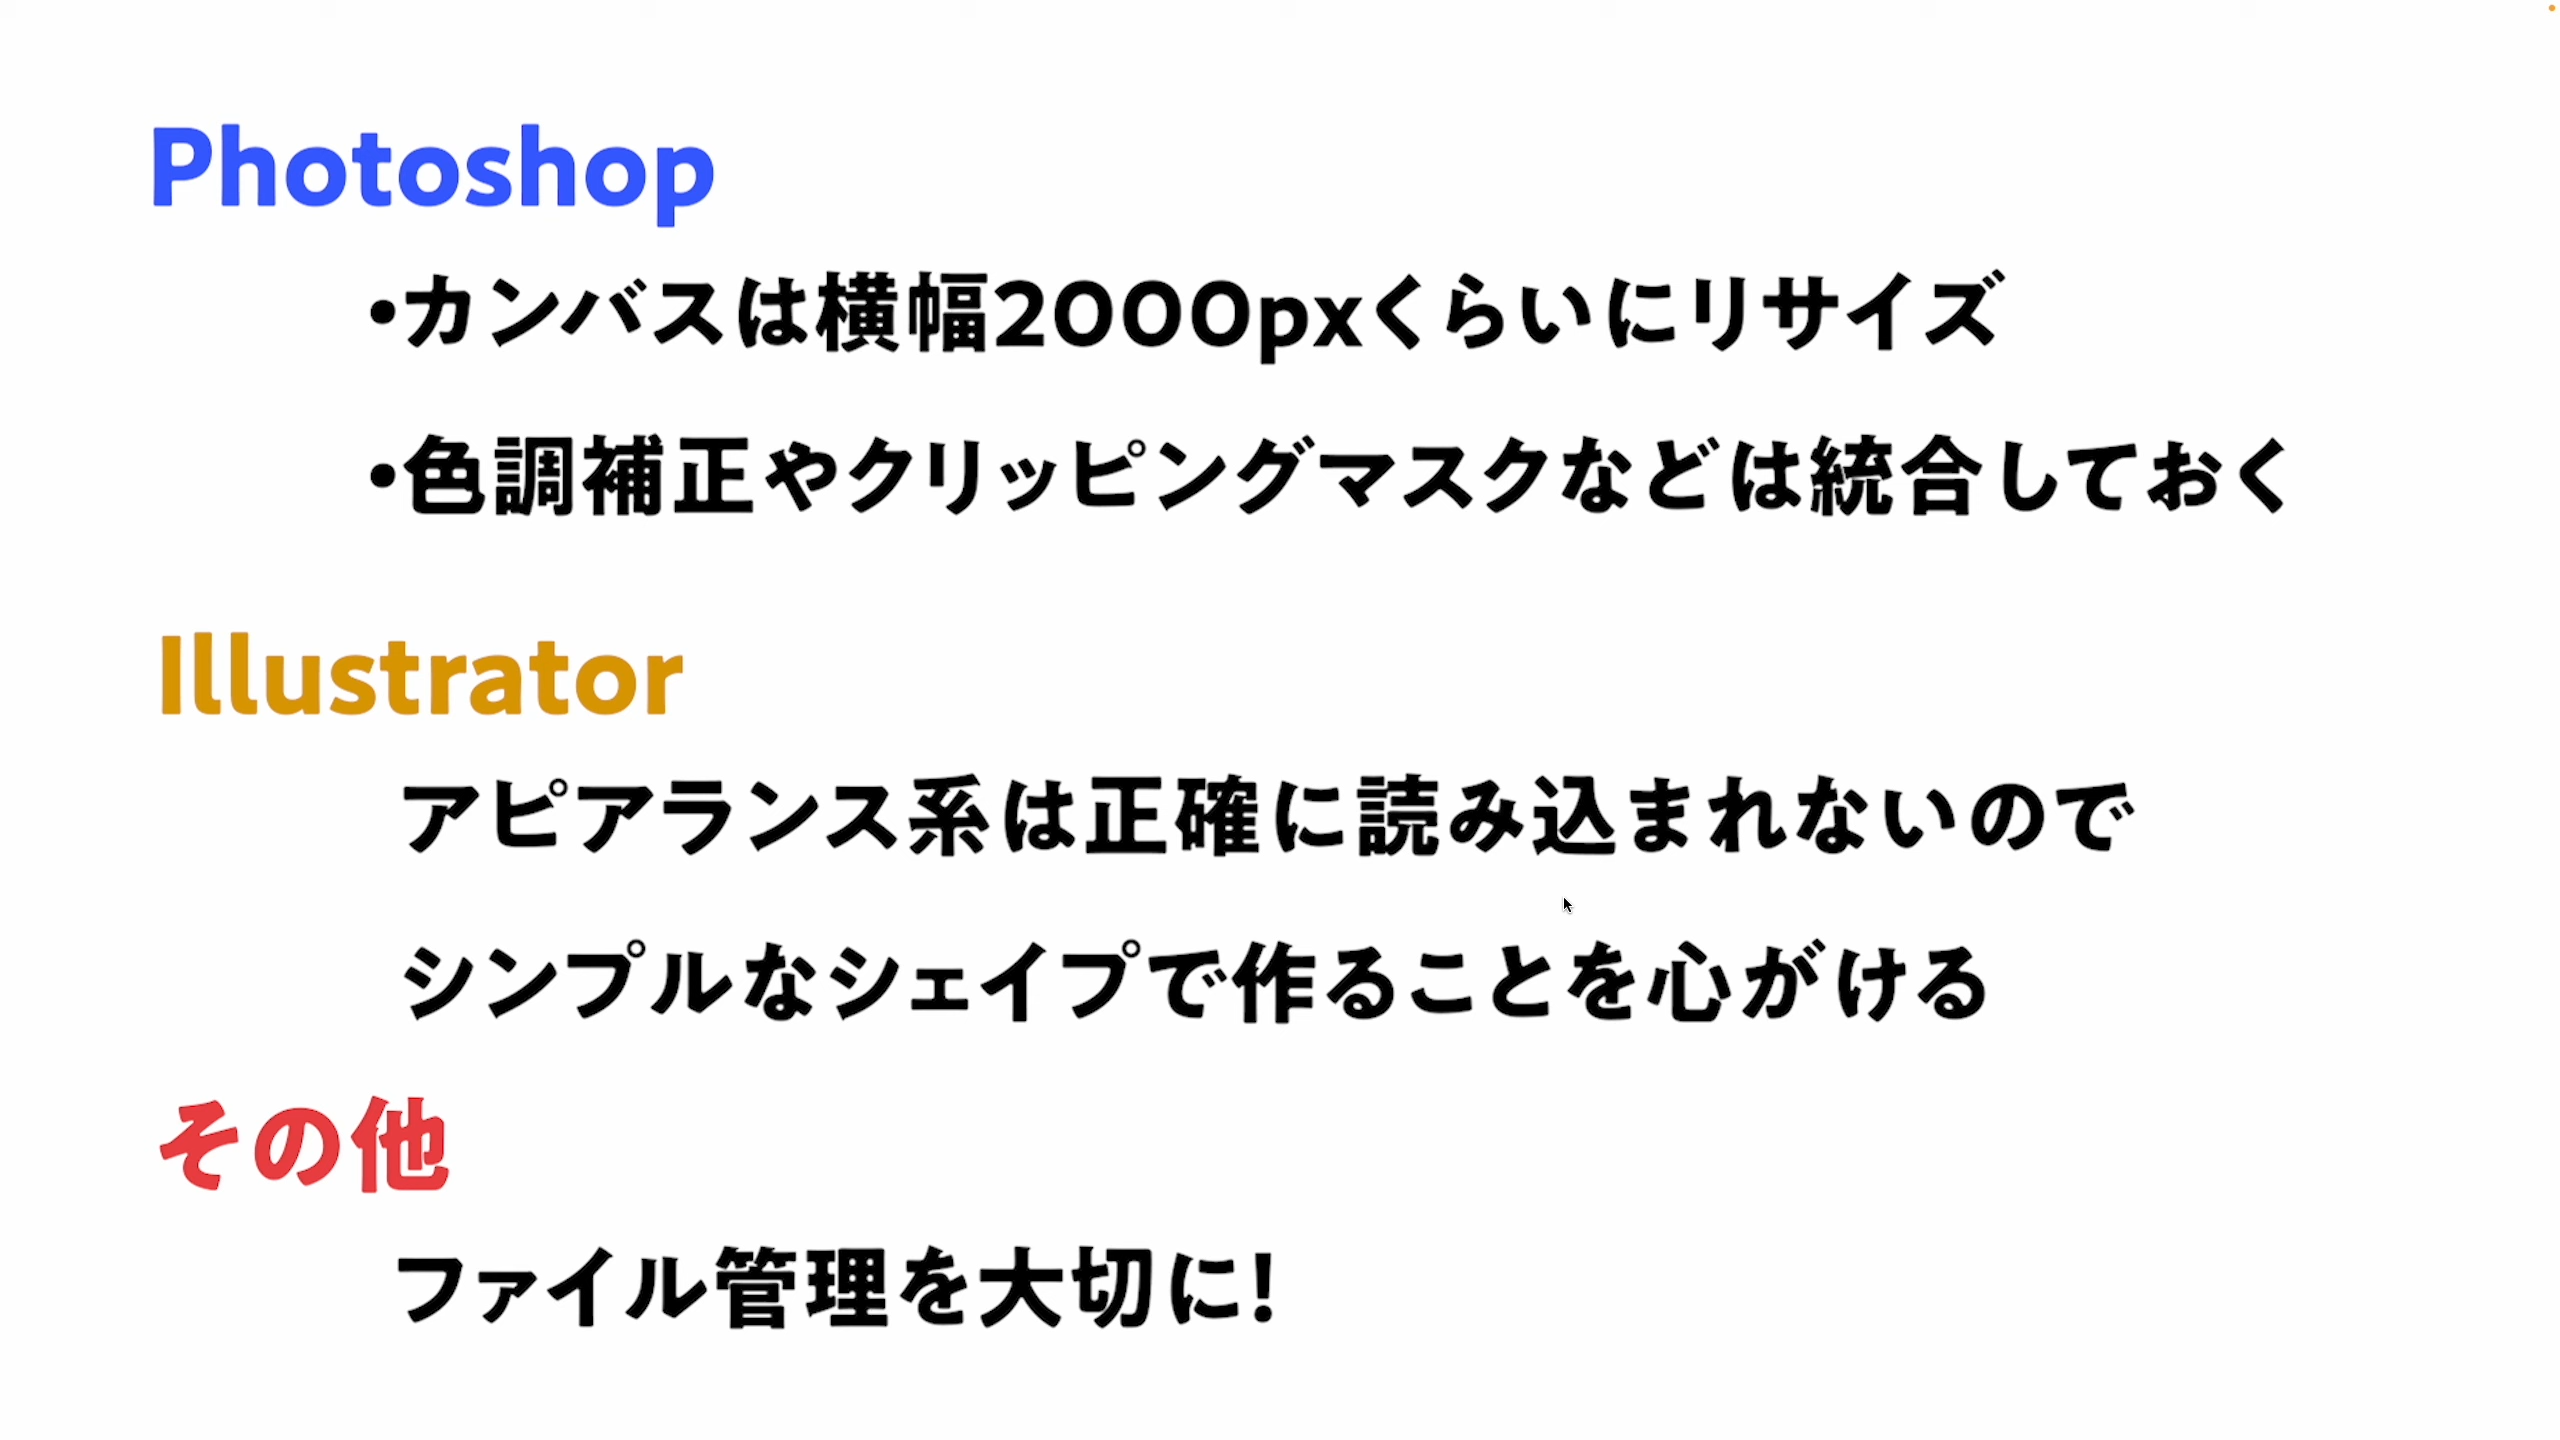 Photoshop
・カンバスは横幅2000pxくらいにリサイズ
・色調補正やクリッピングマスクなどは統合しておく
Illustrator
アピアランス系は正確に読み込まれないので
シンプルなシェイプで作ることを心がける
その他
ファイル管理を大切に!